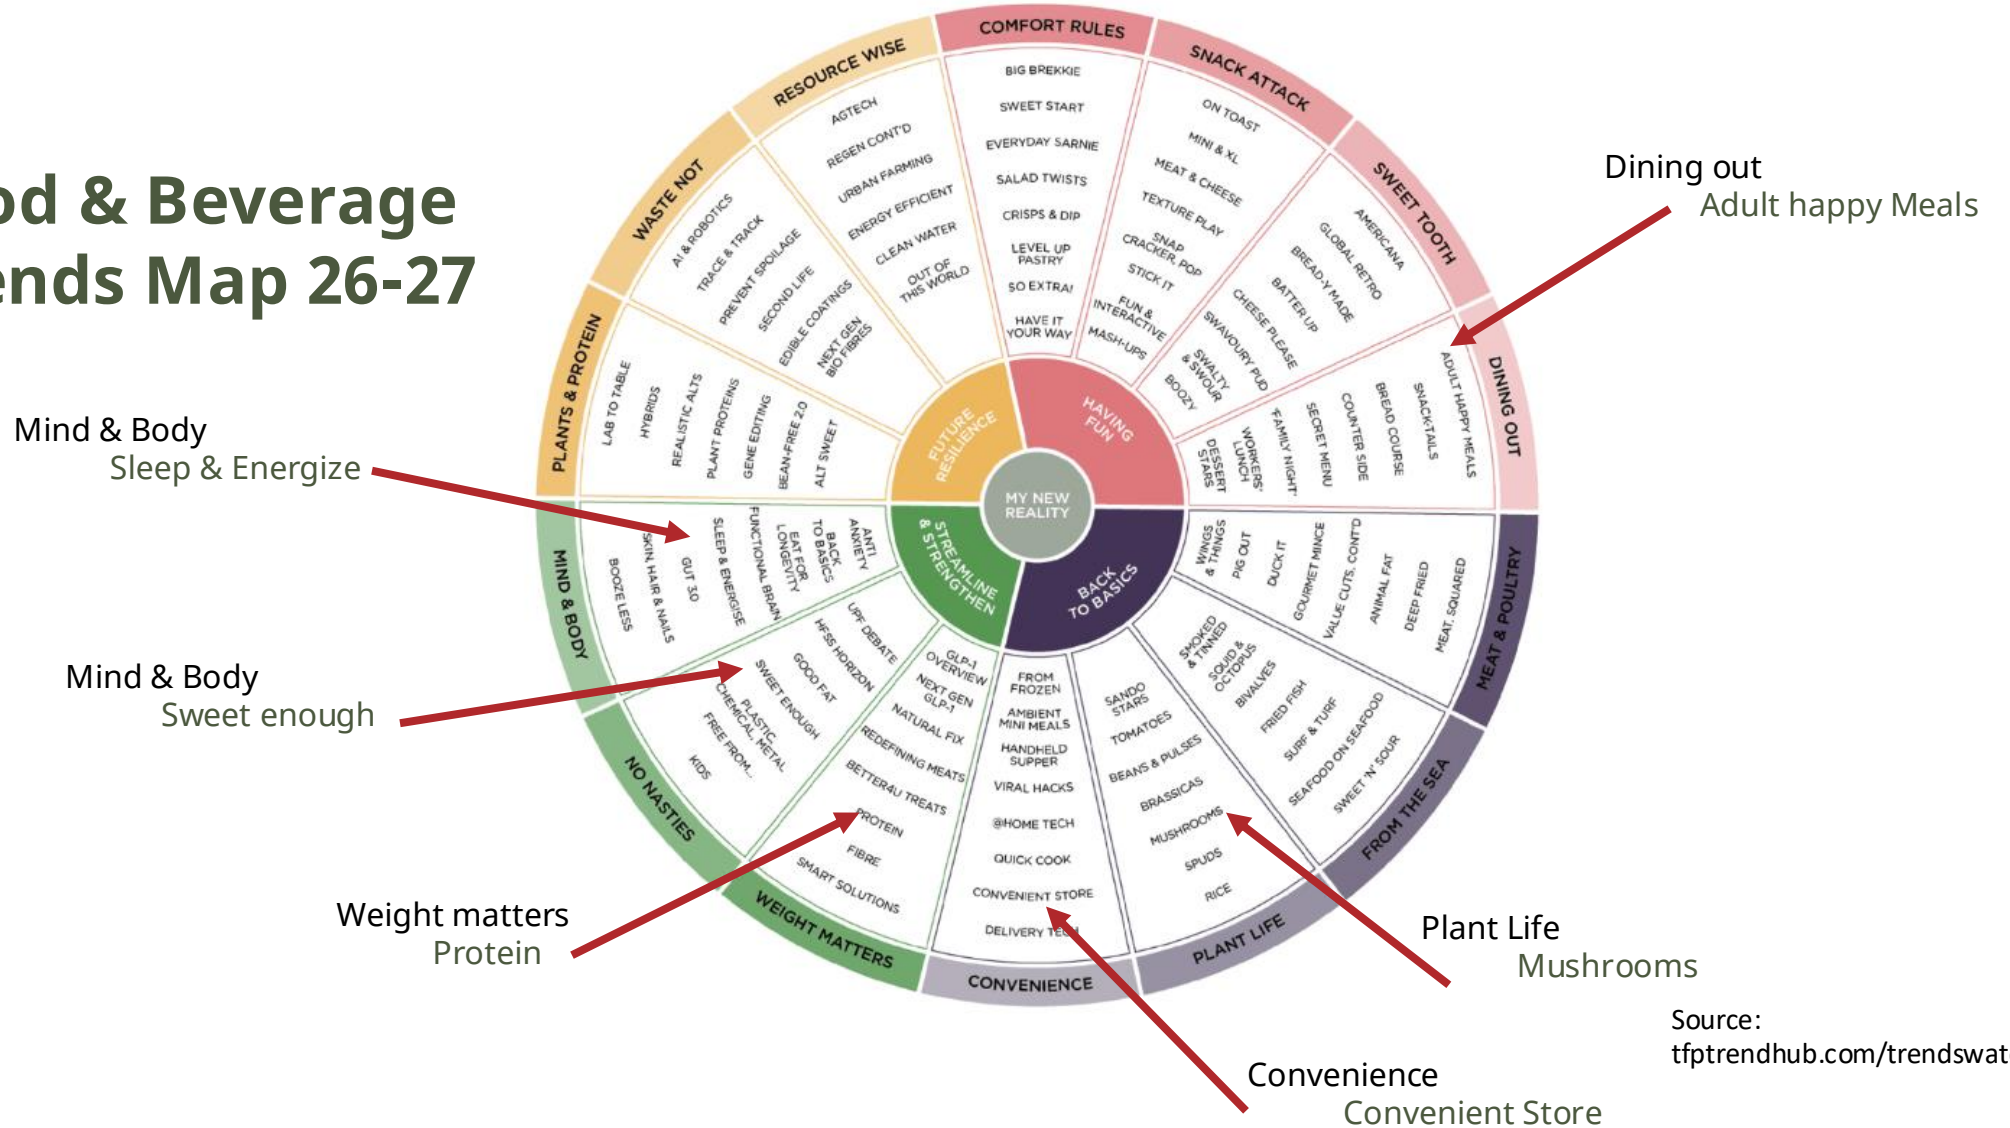 od & Beverage
ends Map 26-27
COMFORT RULES
BIG BREKKIE
SWEET START
EVERYDAY SARNIE
SALAD TWISTS
CRISPS & DIP
LEVEL UP
PASTRY
SO EXTRA!
HAVE IT
YOUR WAY
SNACK ATTACK
ON TOAST
MINI & XL
MEAT & CHEESE
TEXTURE PLAY
SNAP
CRACKER, POP
STICK IT
FUN &
INTERACTIVE
MASH-UPS
SWEET TOOTH
AMERICANA
GLOBAL RETRO
BREAD-Y MADE
BATTER UP
CHEESE PLEASE
SWAVOURY PUD
SWALTY
& SWOUR
BOOZY
DINING OUT
ADULT HAPPY MEALS
SNACK-TAILS
BREAD COURSE
COUNTER SIDE
SECRET MENU
'FAMILY NIGHT'
WORKERS'
LUNCH
DESSERT
STARS
MEAT & POULTRY
MEAT, SQUARED
DEEP FRIED
ANIMAL FAT
VALUE CUTS, CONT'D
GOURMET MINCE
DUCK IT
PIG OUT
WINGS
& THINGS
FROM THE SEA
SWEET 'N' SOUR
SEAFOOD ON SEAFOOD
SURF & TURF
FRIED FISH
BIVALVES
SQUID &
OCTOPUS
SMOKED
& TINNED
PLANT LIFE
SANDO
STARS
TOMATOES
BEANS & PULSES
BRASSICAS
MUSHROOMS
SPUDS
RICE
CONVENIENCE
FROM
FROZEN
AMBIENT
MINI MEALS
HANDHELD
SUPPER
VIRAL HACKS
@HOME TECH
QUICK COOK
CONVENIENT STORE
DELIVERY TECH
WEIGHT MATTERS
GLP-1
OVERVIEW
NEXT GEN
GLP-1
NATURAL FIX
REDEFINING MEATS
BETTER4U TREATS
PROTEIN
FIBRE
SMART SOLUTIONS
NO NASTIES
UPF DEBATE
HFSS HORIZON
GOOD FAT
SWEET ENOUGH
PLASTIC,
CHEMICAL, METAL
FREE FROM...
KIDS
MIND & BODY
BOOZE LESS
SKIN, HAIR & NAILS
GUT 3.0
SLEEP & ENERGISE
FUNCTIONAL BRAIN
EAT FOR
LONGEVITY
BACK
TO BASICS
ANTI
ANXIETY
PLANTS & PROTEIN
LAB TO TABLE
HYBRIDS
REALISTIC ALTS
PLANT PROTEINS
GENE EDITING
BEAN-FREE 2.0
ALT SWEET
WASTE NOT
AI & ROBOTICS
TRACE & TRACK
PREVENT SPOILAGE
SECOND LIFE
EDIBLE COATINGS
NEXT GEN
BIO FIBRES
RESOURCE WISE
AGTECH
REGEN CONT'D
URBAN FARMING
ENERGY EFFICIENT
CLEAN WATER
OUT OF
THIS WORLD
FUTURE
RESILIENCE
HAVING
FUN
MY NEW
REALITY
STREAMLINE
& STRENGTHEN
BACK
TO BASICS
Dining out
Adult happy Meals
Mind & Body
Sleep & Energize
Mind & Body
Sweet enough
Weight matters
Protein
Plant Life
Mushrooms
Convenience
Convenient Store
Source:
tfptrendhub.com/trendswat